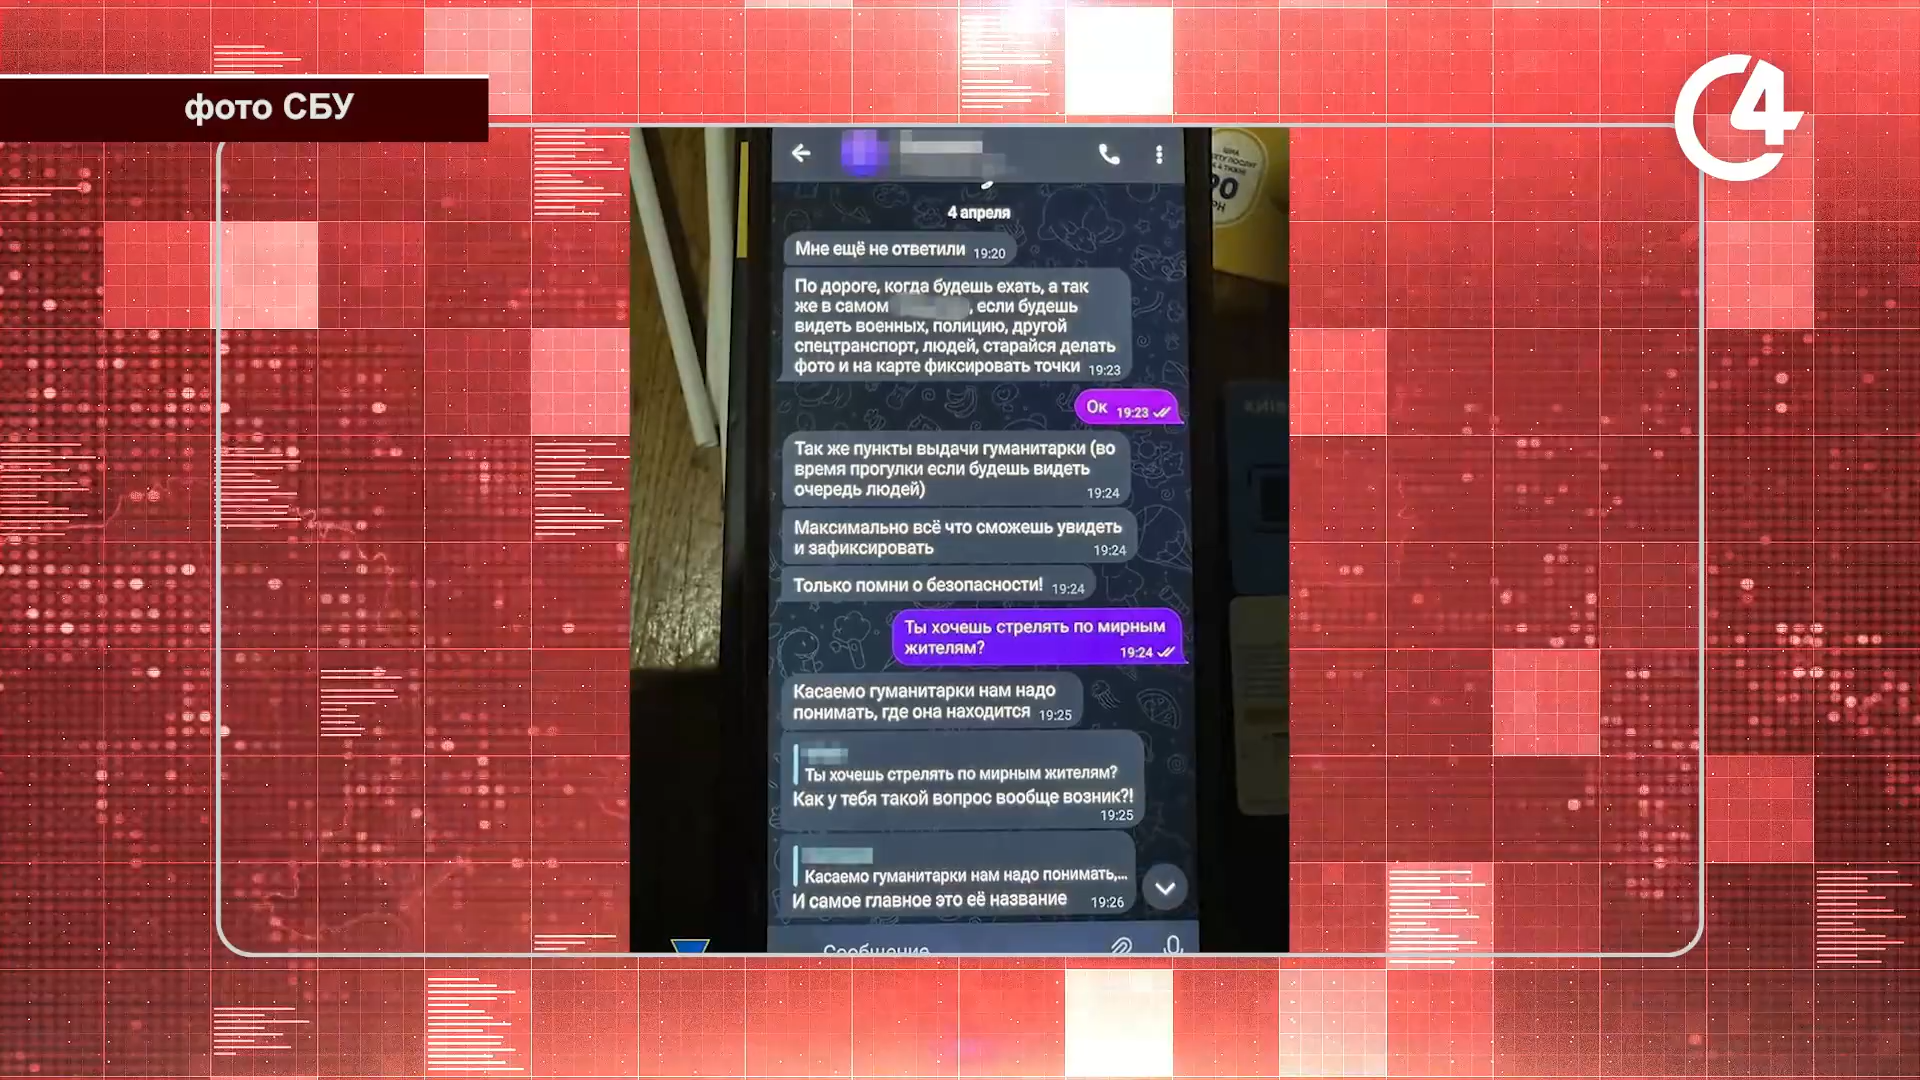 фото СБУ
C4
ШИА
90
4 апреля
Мне ещё не ответили 19:20
По дороге, когда будешь ехать, а так
же в самом , если будешь
видеть военных, полицию, другой
спецтранспорт, людей, старайся делать
фото и на карте фиксировать точки 19:23
Ок 19:23
Так же пункты выдачи гуманитарки (во
время прогулки если будешь видеть
очередь людей) 19:24
Максимально всё что сможешь увидеть
и зафиксировать 19:24
Только помни о безопасности! 19:24
Ты хочешь стрелять по мирным
жителям? 19:24
Касаемо гуманитарки нам надо
понимать, где она находится 19:25
Ты хочешь стрелять по мирным жителям?
Как у тебя такой вопрос вообще возник?!
19:25
Касаемо гуманитарки нам надо понимать,...
И самое главное это её название 19:26
Сообщение